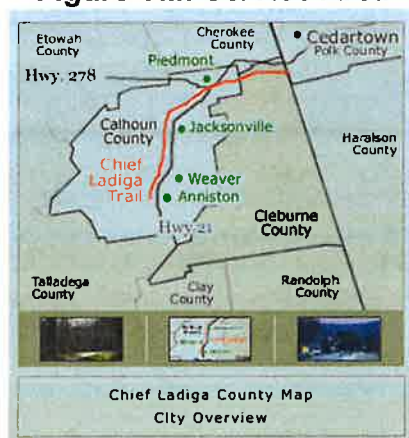 Etowah
County
Cherokee
County
Cedartown
Polk County
Piedmont
Hwy. 278
Calhoun
County
Jacksonville
Haralson
County
Chief
Ladiga
Trail
Weaver
Anniston
Cleburne
County
Hwy 21
Talladega
County
Clay
County
Randolph
County
Chief Ladiga County Map
City Overview